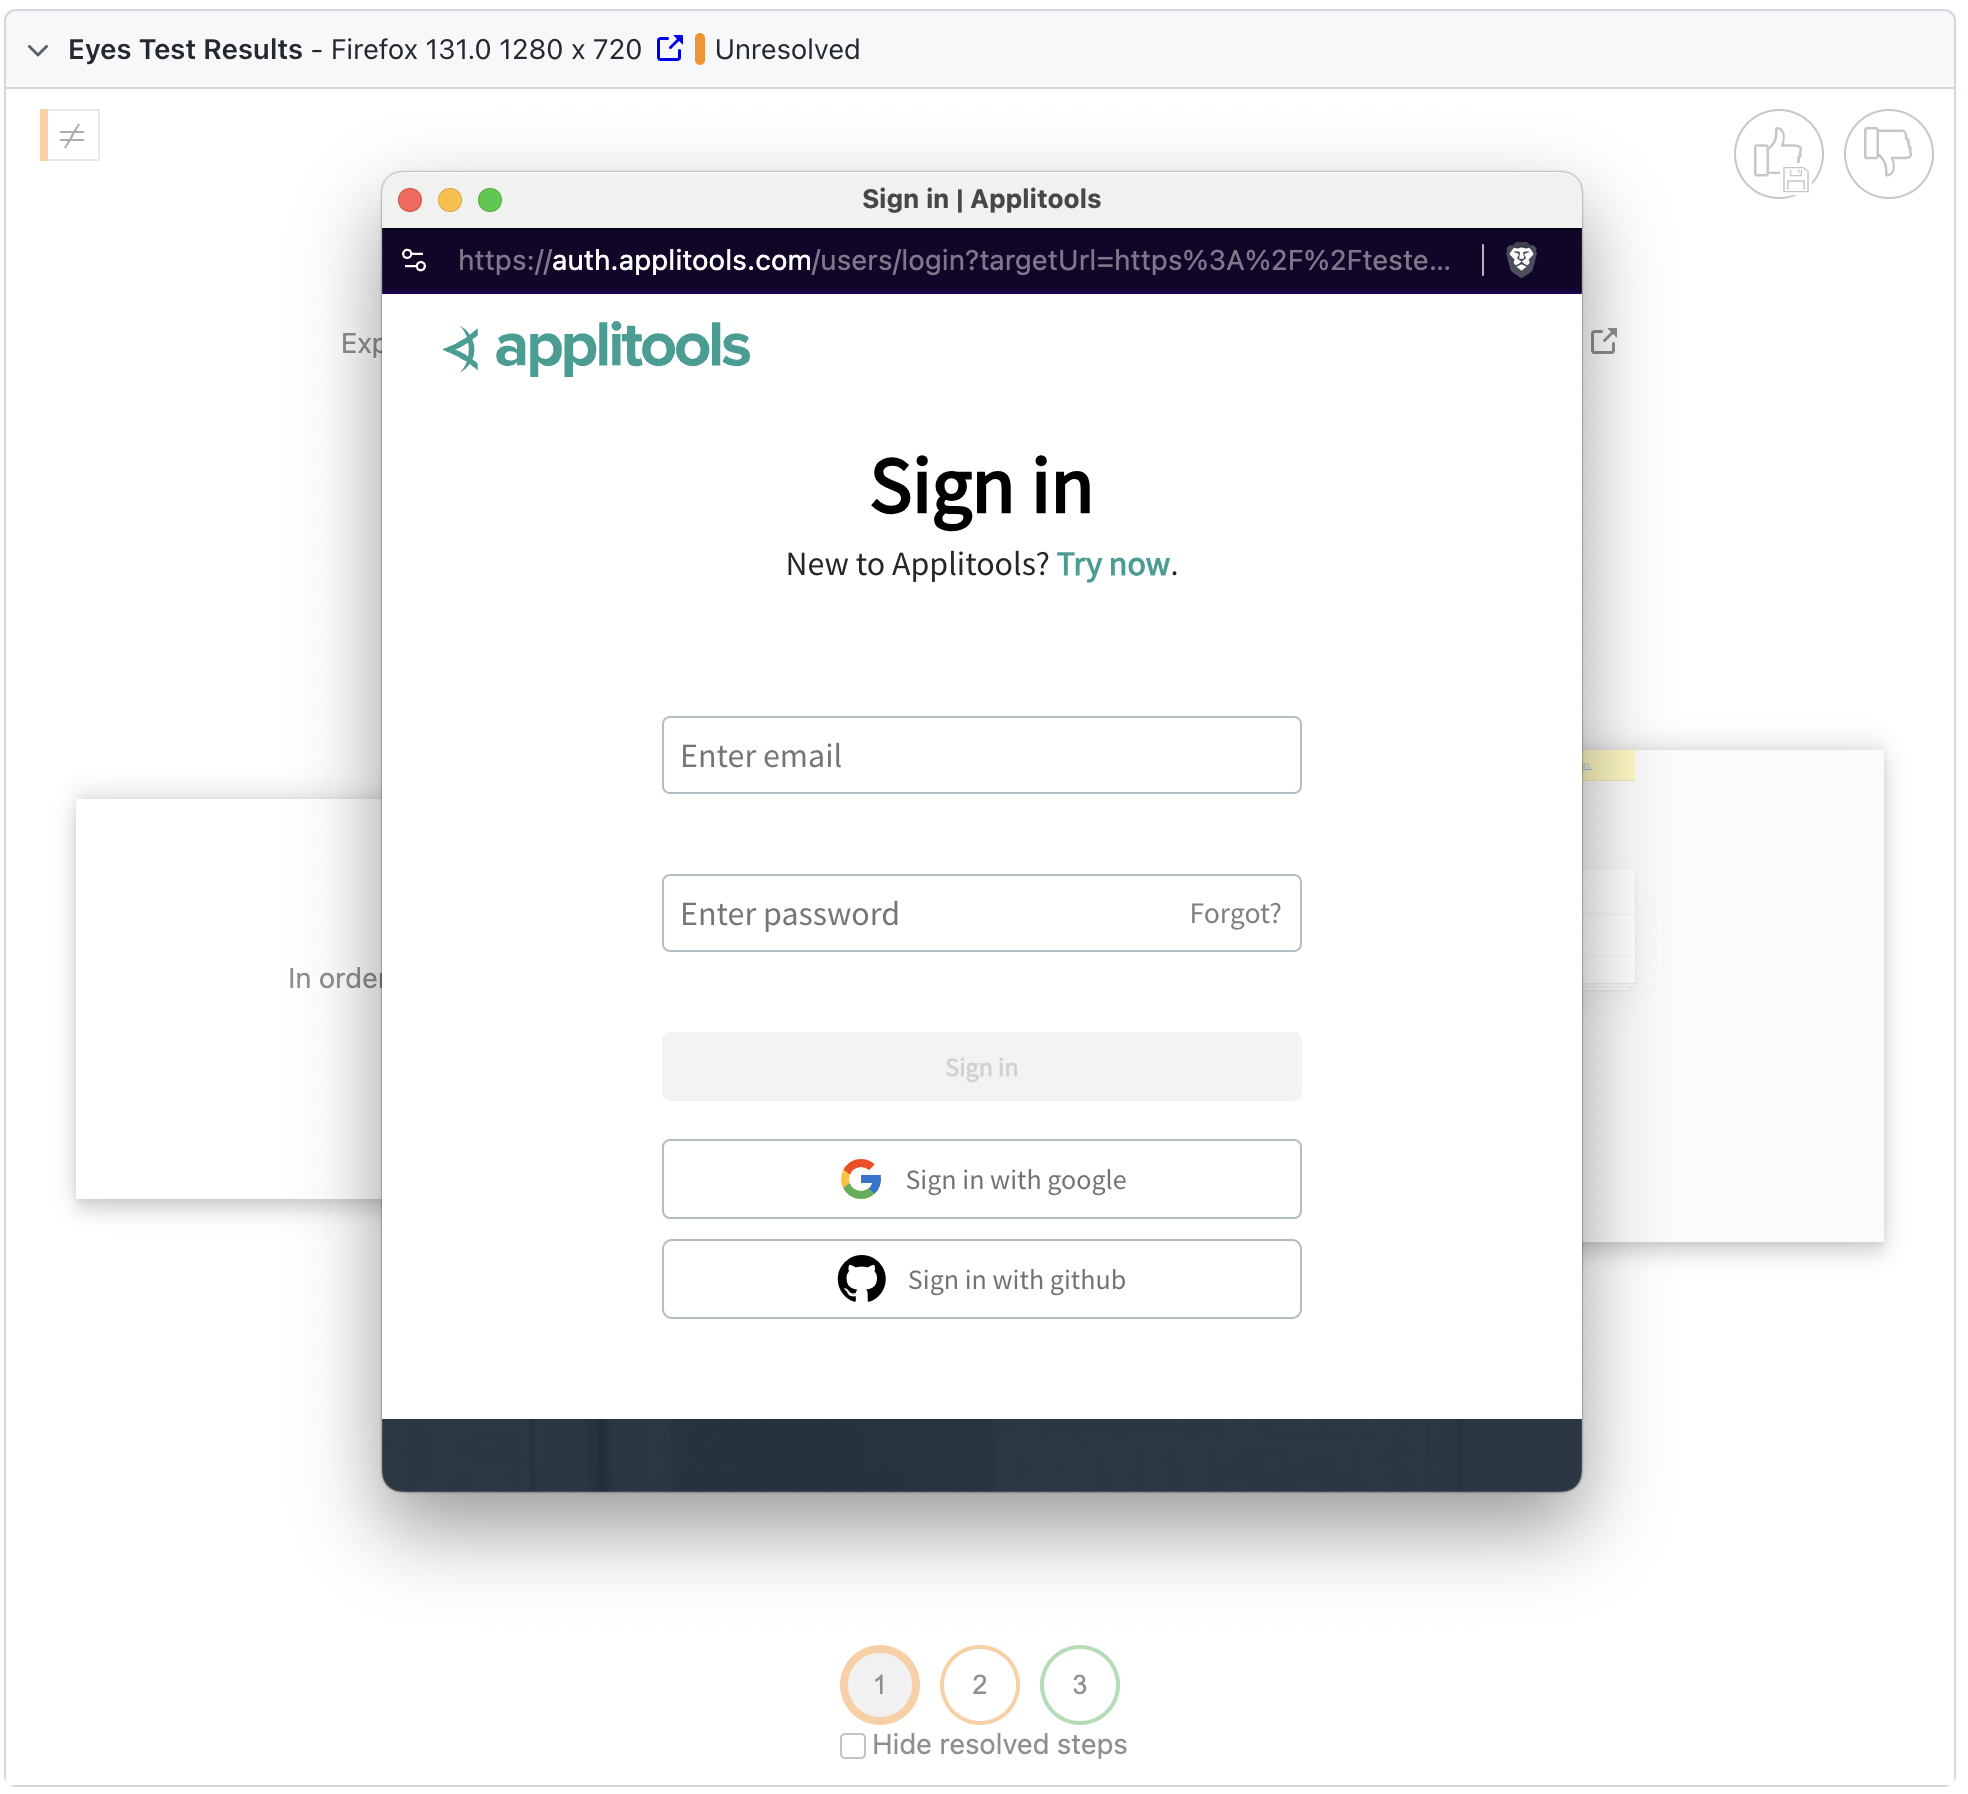 Eyes Test Results - Firefox 131.0 1280 x 720 Unresolved
≠
Sign in | Applitools
https://auth.applitools.com/users/login?targetUrl=https%3A%2F%2Fteste...
Exp
applitools
Sign in
New to Applitools? Try now.
Enter email
Enter password Forgot?
In order
Sign in
Sign in with google
Sign in with github
1 2 3
Hide resolved steps